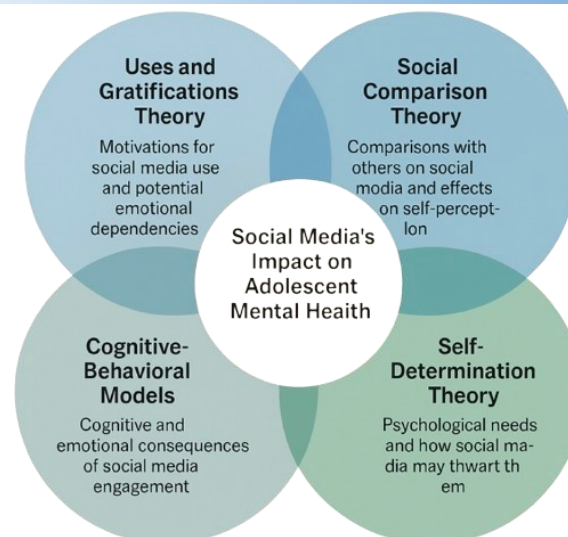 Uses and
Gratifications
Theory
Motivations for
social media use
and potential
emotional
dependencies
Social
Comparison
Theory
Comparisons with
others on social
modia and effects
on self-percept-
lon
Social Media's
Impact on
Adolescent
Mental Health
Cognitive-
Behavioral
Models
Cognitive and
emotional consequences
of social media
engagement
Self-
Determination
Theory
Psychological needs
and how social ma-
dia may thwart th
em